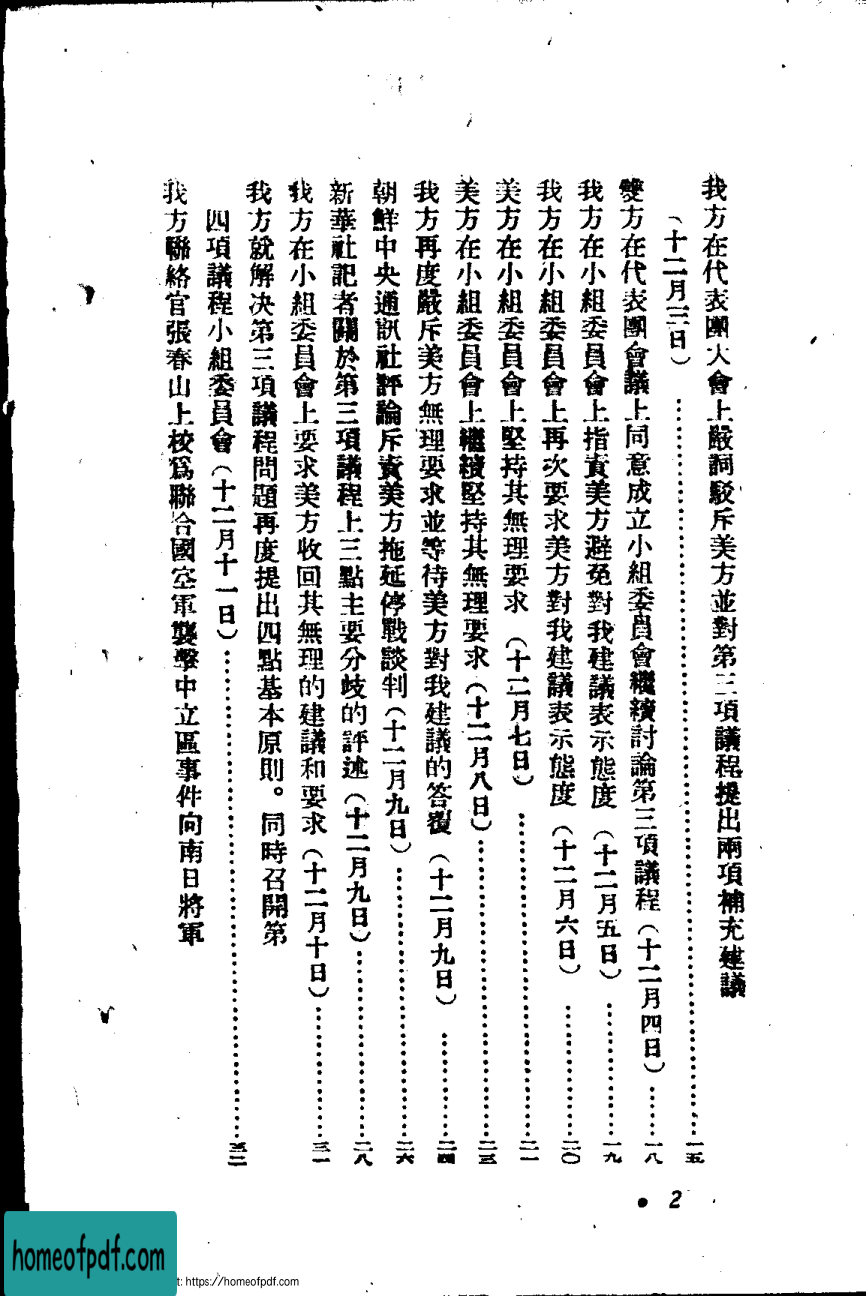 我方在代表團大會上嚴詞駁斥美方並對第三項議程提出兩項補充建議
（十二月三日）……………………一五
雙方在代表團會議上同意成立小組委員會繼續討論第三項議程（十二月四日）……一八
我方在小組委員會上指責美方避免對我建議表示態度（十二月五日）……………一九
我方在小組委員會上再次要求美方對我建議表示態度（十二月六日）……………二〇
美方在小組委員會上堅持其無理要求（十二月七日）……………………二一
美方在小組委員會上繼續堅持其無理要求（十二月八日）……………………二三
我方再度嚴斥美方無理要求並等待美方對我建議的答覆（十二月九日）…………二四
朝鮮中央通訊社評論斥責美方拖延停戰談判（十二月九日）……………………二六
新華社記者關於第三項議程上三點主要分歧的評述（十二月九日）………………二八
我方在小組委員會上要求美方收回其無理的建議和要求（十二月十日）…………三一
我方就解決第三項議程問題再度提出四點基本原則。同時召開第
四項議程小組委員會（十二月十一日）……………………三二
我方聯絡官張春山上校爲聯合國空軍襲擊中立區事件向南日將軍
• 2
homeofpdf.com
t: https://homeofpdf.com